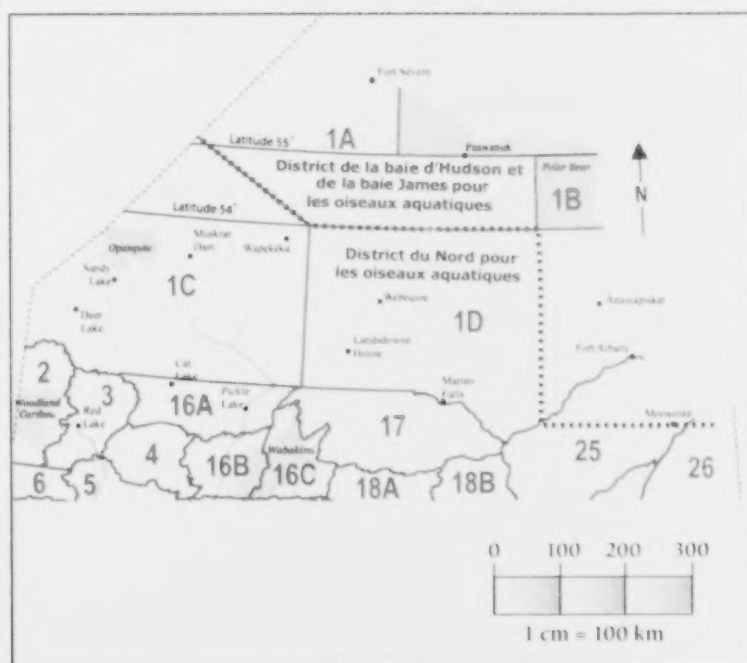 Fort Severn
Latitude 55°
1A
Peawanuk
District de la baie d'Hudson et
de la baie James pour
les oiseaux aquatiques
Polar Bear
1B
N
Latitude 54°
Muskrat
Dam
Wapekeka
Opasquia
District du Nord pour
les oiseaux aquatiques
Sandy
Lake
1C
Webequie
Attawapiskat
Deer
Lake
1D
Landsdowne
House
Fort Albany
2
Cat
Lake
3
16A
Pickle
Lake
Marten
Falls
Woodland
Caribou
Red
Lake
17
Moosonee
4
16B
Wabakimi
16C
25
26
6
5
18A
18B
0 100 200 300
1 cm = 100 km